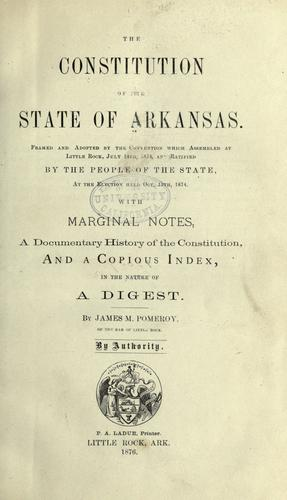 THE
CONSTITUTION
OF THE
STATE OF ARKANSAS.
FRAMED AND ADOPTED BY THE CONVENTION WHICH ASSEMBLED AT
LITTLE ROCK, JULY 14TH, 1874, AND RATIFIED
BY THE PEOPLE OF THE STATE,
AT THE ELECTION HELD OCT. 13TH, 1874.
WITH
MARGINAL NOTES,
A Documentary History of the Constitution,
AND A COPIOUS INDEX,
IN THE NATURE OF
A DIGEST.
BY JAMES M. POMEROY,
OF THE BAR OF LITTLE ROCK.
By Authority.
P. A. LADUE, Printer.
LITTLE ROCK, ARK.
1876.
UNIVERSITY